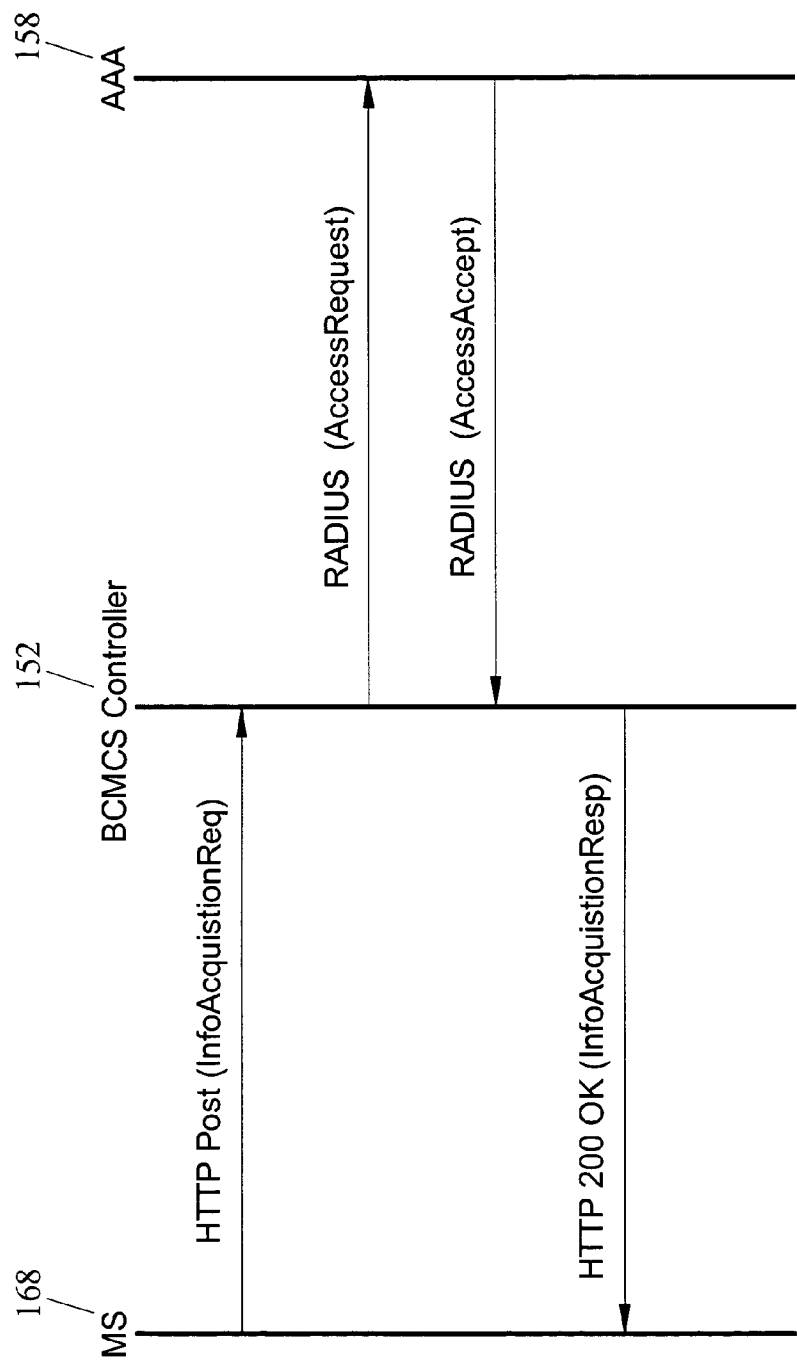 168
MS
152
BCMCS Controller
158
AAA
HTTP Post (InfoAcquistionReq)
RADIUS (AccessRequest)
RADIUS (AccessAccept)
HTTP 200 OK (InfoAcquistionResp)